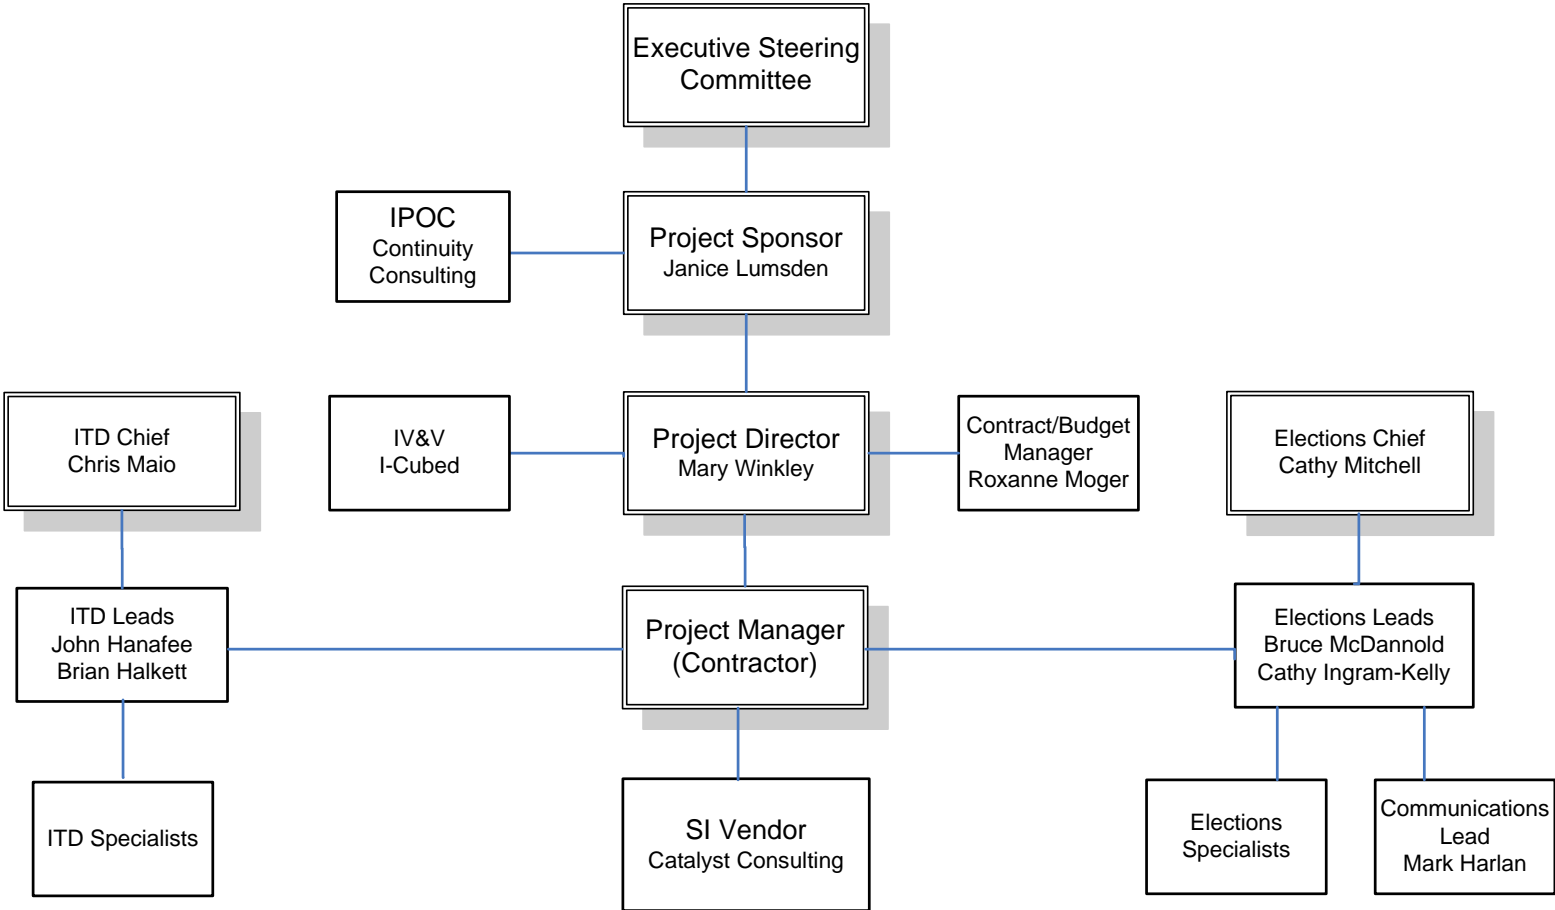 Executive Steering
Committee
IPOC
Continuity
Consulting
Project Sponsor
Janice Lumsden
ITD Chief
Chris Maio
IV&V
I-Cubed
Project Director
Mary Winkley
Contract/Budget
Manager
Roxanne Moger
Elections Chief
Cathy Mitchell
ITD Leads
John Hanafee
Brian Halkett
Project Manager
(Contractor)
Elections Leads
Bruce McDannold
Cathy Ingram-Kelly
ITD Specialists
SI Vendor
Catalyst Consulting
Elections
Specialists
Communications
Lead
Mark Harlan